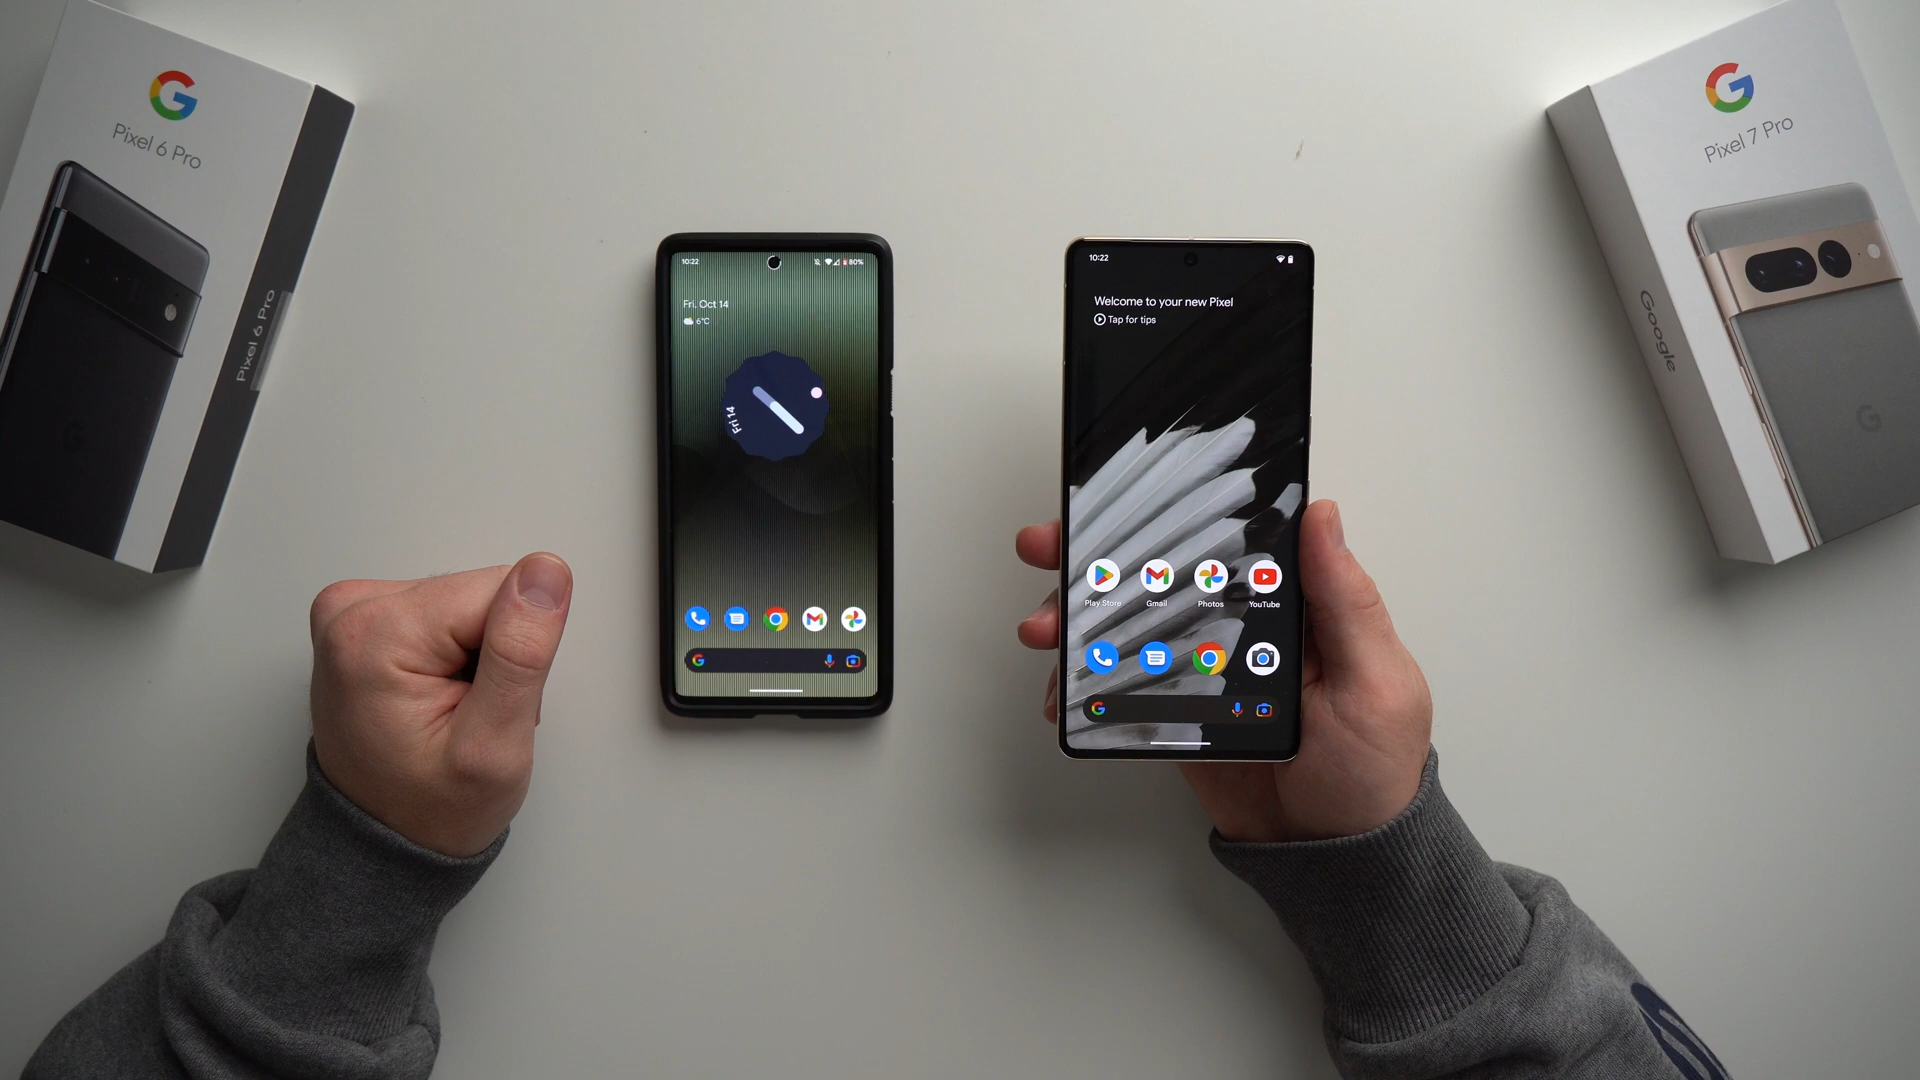 Pixel 6 Pro
Pixel 6 Pro
10:22
80%
Fri, Oct 14
6°C
Fri 14
10:22
Welcome to your new Pixel
Tap for tips
Play Store
Gmail
Photos
YouTube
Pixel 7 Pro
Google